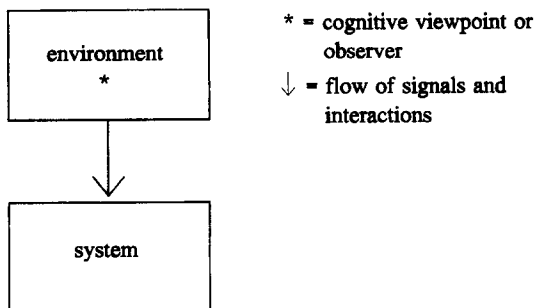 environment
*
* = cognitive viewpoint or
observer
↓ = flow of signals and
interactions
system